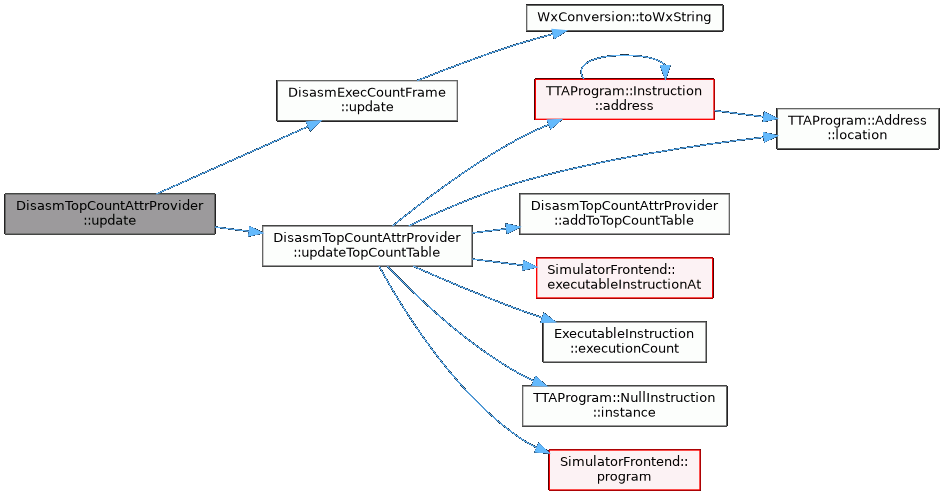 WxConversion::toWxString
DisasmExecCountFrame
::update
TTAProgram::Instruction
::address
TTAProgram::Address
::location
DisasmTopCountAttrProvider
::update
DisasmTopCountAttrProvider
::updateTopCountTable
DisasmTopCountAttrProvider
::addToTopCountTable
SimulatorFrontend::
executableInstructionAt
ExecutableInstruction
::executionCount
TTAProgram::NullInstruction
::instance
SimulatorFrontend::
program